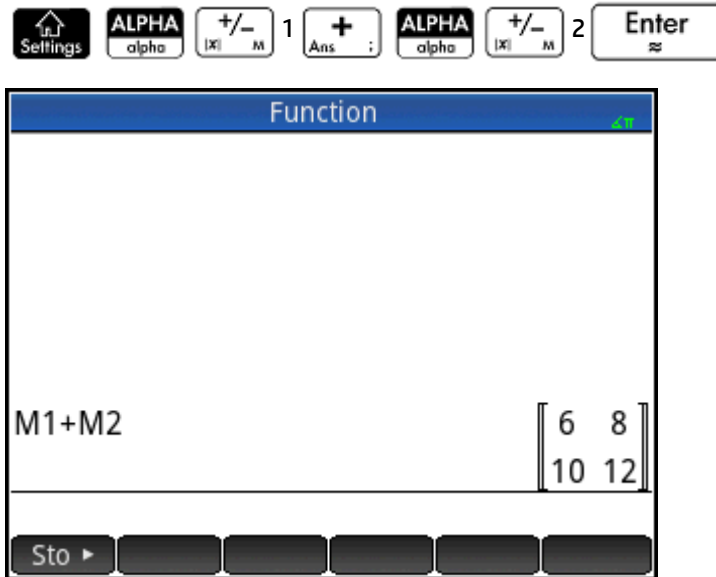 Settings ALPHA alpha +/- |x| M 1 + Ans ; ALPHA alpha +/- |x| M 2 Enter ≈
Function ∡π
M1+M2 [6 8
10 12]
Sto ►